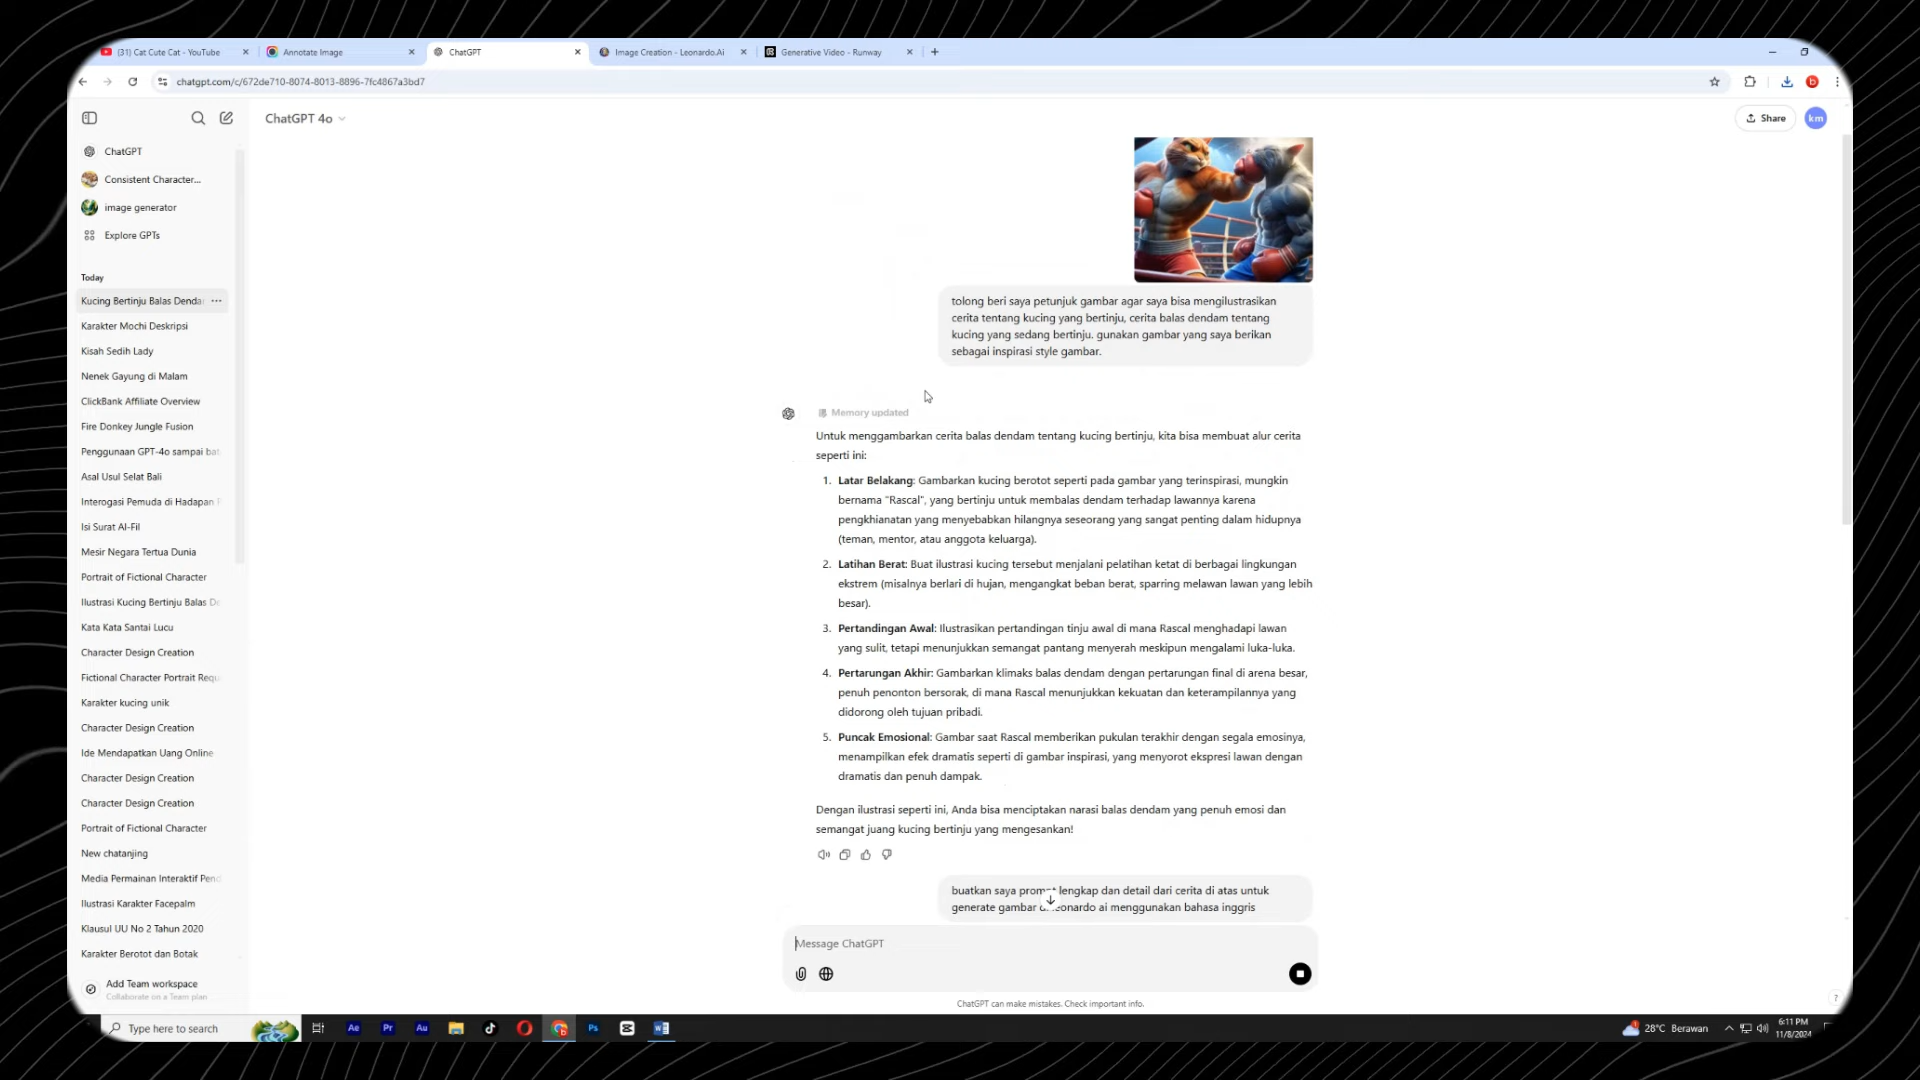 (31) Cat Cute Cat - YouTube
Annotate Image
ChatGPT
Image Creation - Leonardo.Ai
Generative Video - Runway
chatgpt.com/c/672de710-8074-8013-8896-7fc4867a3bd7
b
ChatGPT 4o
Share
km
ChatGPT
Consistent Character...
image generator
Explore GPTs
Today
Kucing Bertinju Balas Denda
Karakter Mochi Deskripsi
Kisah Sedih Lady
Nenek Gayung di Malam
ClickBank Affiliate Overview
Fire Donkey Jungle Fusion
Penggunaan GPT-4o sampai bat
Asal Usul Selat Bali
Interogasi Pemuda di Hadapan
Isi Surat Al-Fil
Mesir Negara Tertua Dunia
Portrait of Fictional Character
Ilustrasi Kucing Bertinju Balas De
Kata Kata Santai Lucu
Character Design Creation
Fictional Character Portrait Requ
Karakter kucing unik
Character Design Creation
Ide Mendapatkan Uang Online
Character Design Creation
Character Design Creation
Portrait of Fictional Character
New chatanjing
Media Permainan Interaktif Pend
Ilustrasi Karakter Facepalm
Klausul UU No 2 Tahun 2020
Karakter Berotot dan Botak
Add Team workspace
Collaborate on a Team plan
tolong beri saya petunjuk gambar agar saya bisa mengilustrasikan
cerita tentang kucing yang bertinju, cerita balas dendam tentang
kucing yang sedang bertinju. gunakan gambar yang saya berikan
sebagai inspirasi style gambar.
Memory updated
Untuk menggambarkan cerita balas dendam tentang kucing bertinju, kita bisa membuat alur cerita
seperti ini:
1. Latar Belakang: Gambarkan kucing berotot seperti pada gambar yang terinspirasi, mungkin
bernama "Rascal", yang bertinju untuk membalas dendam terhadap lawannya karena
pengkhianatan yang menyebabkan hilangnya seseorang yang sangat penting dalam hidupnya
(teman, mentor, atau anggota keluarga).
2. Latihan Berat: Buat ilustrasi kucing tersebut menjalani pelatihan ketat di berbagai lingkungan
ekstrem (misalnya berlari di hujan, mengangkat beban berat, sparring melawan lawan yang lebih
besar).
3. Pertandingan Awal: Ilustrasikan pertandingan tinju awal di mana Rascal menghadapi lawan
yang sulit, tetapi menunjukkan semangat pantang menyerah meskipun mengalami luka-luka.
4. Pertarungan Akhir: Gambarkan klimaks balas dendam dengan pertarungan final di arena besar,
penuh penonton bersorak, di mana Rascal menunjukkan kekuatan dan keterampilannya yang
didorong oleh tujuan pribadi.
5. Puncak Emosional: Gambar saat Rascal memberikan pukulan terakhir dengan segala emosinya,
menampilkan efek dramatis seperti di gambar inspirasi, yang menyorot ekspresi lawan dengan
dramatis dan penuh dampak.
Dengan ilustrasi seperti ini, Anda bisa menciptakan narasi balas dendam yang penuh emosi dan
semangat juang kucing bertinju yang mengesankan!
buatkan saya prompt lengkap dan detail dari cerita di atas untuk
generate gambar di leonardo ai menggunakan bahasa inggris
Message ChatGPT
ChatGPT can make mistakes. Check important info.
?
Type here to search
Ae
Pr
Au
Ps
28°C Berawan
6:11 PM
11/8/2024